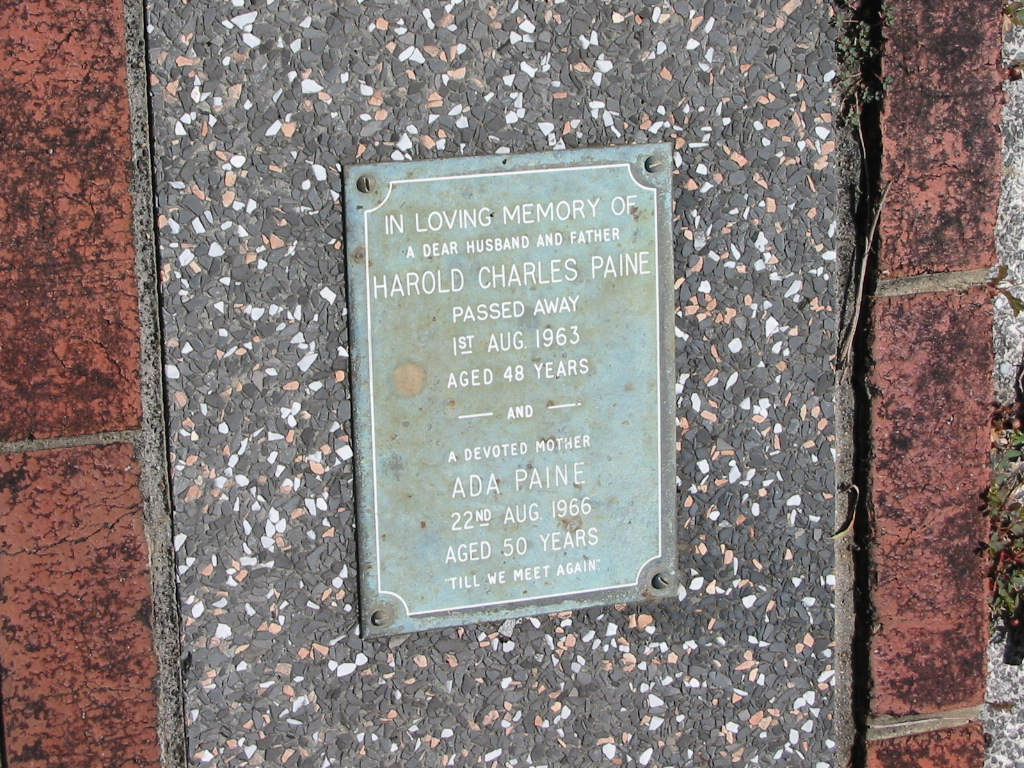 IN LOVING MEMORY OF
A DEAR HUSBAND AND FATHER
HAROLD CHARLES PAINE
PASSED AWAY
1ST AUG. 1963
AGED 48 YEARS
— AND —
A DEVOTED MOTHER
ADA PAINE
22ND AUG. 1966
AGED 50 YEARS
"TILL WE MEET AGAIN"